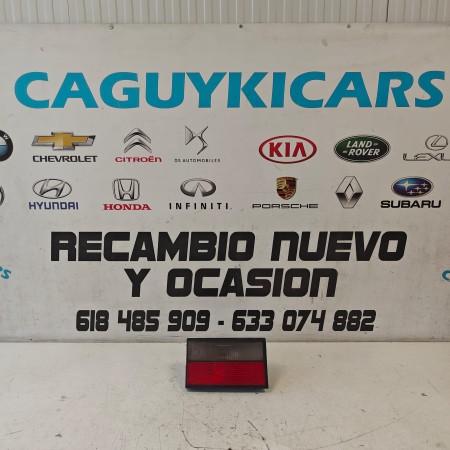 CAGUYKICARS
CHEVROLET CITROËN DS AUTOMOBILES KIA LAND ROVER LEXUS
HYUNDAI HONDA INFINITI PORSCHE SUBARU
RECAMBIO NUEVO
Y OCASION
618 485 909 - 633 074 882